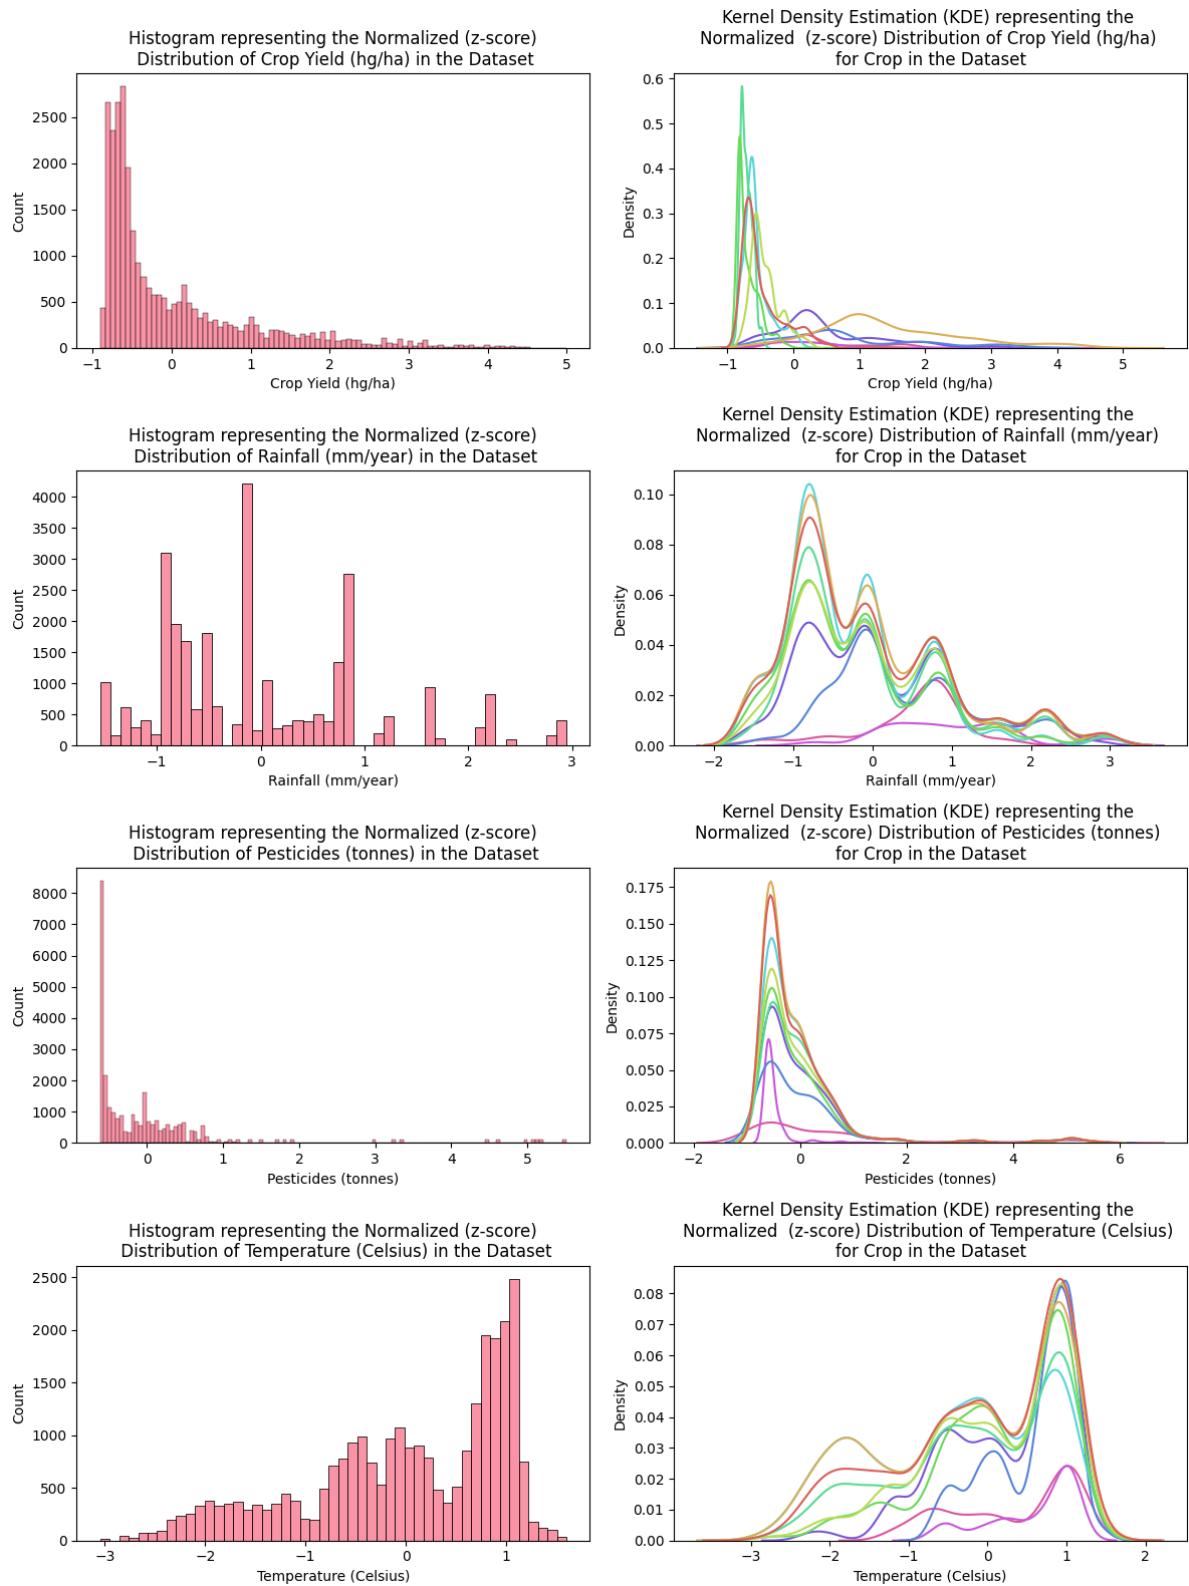 Histogram representing the Normalized (z-score)
Distribution of Crop Yield (hg/ha) in the Dataset
2500
2000
1500
1000
500
0
Count
−1 0 1 2 3 4 5
Crop Yield (hg/ha)
Kernel Density Estimation (KDE) representing the
Normalized (z-score) Distribution of Crop Yield (hg/ha)
for Crop in the Dataset
0.6
0.5
0.4
0.3
0.2
0.1
0.0
Density
−1 0 1 2 3 4 5
Crop Yield (hg/ha)
Histogram representing the Normalized (z-score)
Distribution of Rainfall (mm/year) in the Dataset
4000
3500
3000
2500
2000
1500
1000
500
0
Count
−1 0 1 2 3
Rainfall (mm/year)
Kernel Density Estimation (KDE) representing the
Normalized (z-score) Distribution of Rainfall (mm/year)
for Crop in the Dataset
0.10
0.08
0.06
0.04
0.02
0.00
Density
−2 −1 0 1 2 3
Rainfall (mm/year)
Histogram representing the Normalized (z-score)
Distribution of Pesticides (tonnes) in the Dataset
8000
7000
6000
5000
4000
3000
2000
1000
0
Count
0 1 2 3 4 5
Pesticides (tonnes)
Kernel Density Estimation (KDE) representing the
Normalized (z-score) Distribution of Pesticides (tonnes)
for Crop in the Dataset
0.175
0.150
0.125
0.100
0.075
0.050
0.025
0.000
Density
−2 0 2 4 6
Pesticides (tonnes)
Histogram representing the Normalized (z-score)
Distribution of Temperature (Celsius) in the Dataset
2500
2000
1500
1000
500
0
Count
−3 −2 −1 0 1
Temperature (Celsius)
Kernel Density Estimation (KDE) representing the
Normalized (z-score) Distribution of Temperature (Celsius)
for Crop in the Dataset
0.08
0.07
0.06
0.05
0.04
0.03
0.02
0.01
0.00
Density
−3 −2 −1 0 1 2
Temperature (Celsius)